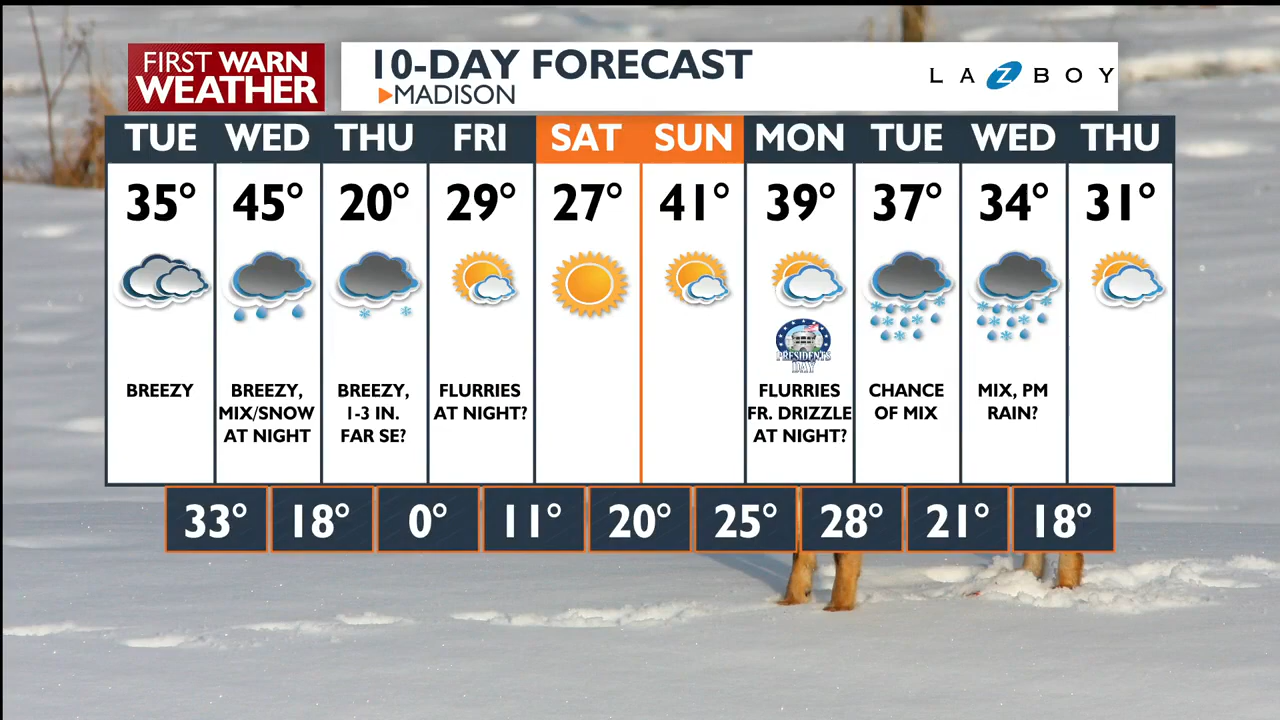 FIRST WARN
WEATHER
10-DAY FORECAST
MADISON
LA Z BOY
TUE WED THU FRI SAT SUN MON TUE WED THU
35° 45° 20° 29° 27° 41° 39° 37° 34° 31°
PRESIDENTS
DAY
BREEZY
BREEZY,
MIX/SNOW
AT NIGHT
BREEZY,
1-3 IN.
FAR SE?
FLURRIES
AT NIGHT?
FLURRIES
FR. DRIZZLE
AT NIGHT?
CHANCE
OF MIX
MIX, PM
RAIN?
33° 18° 0° 11° 20° 25° 28° 21° 18°